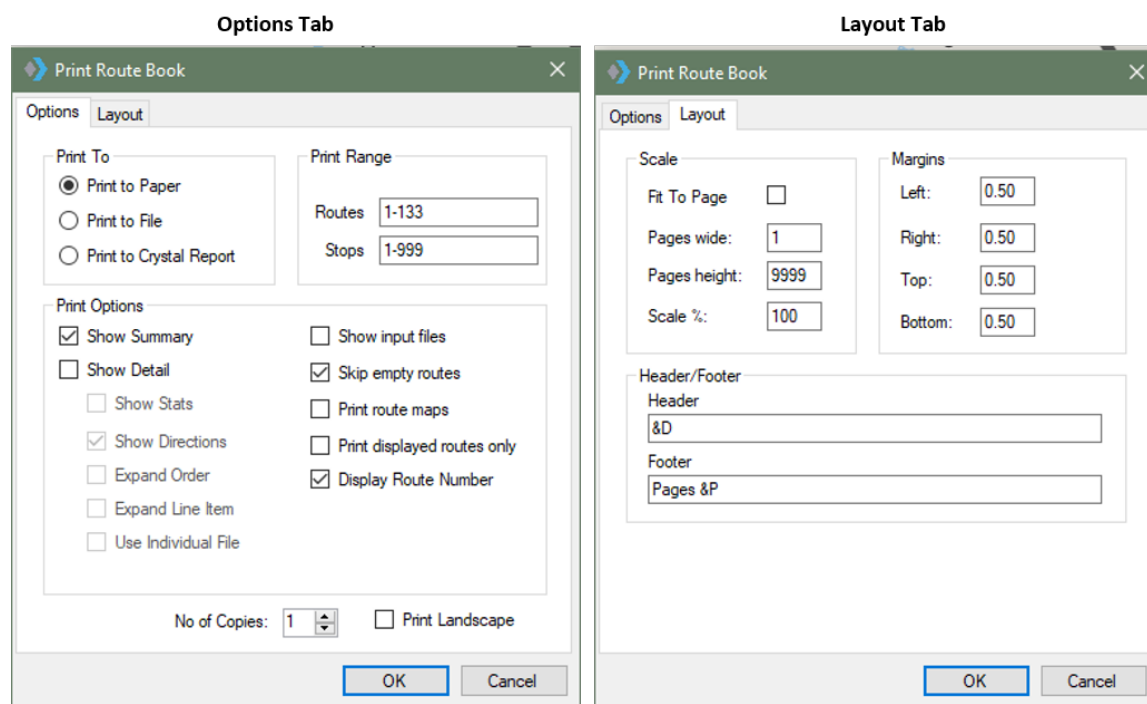 Options Tab
Layout Tab
Print Route Book
Options Layout
Print To
Print to Paper
Print to File
Print to Crystal Report
Print Range
Routes 1-133
Stops 1-999
Print Options
Show Summary
Show Detail
Show Stats
Show Directions
Expand Order
Expand Line Item
Use Individual File
Show input files
Skip empty routes
Print route maps
Print displayed routes only
Display Route Number
No of Copies: 1
Print Landscape
OK Cancel
Print Route Book
Options Layout
Scale
Fit To Page
Pages wide: 1
Pages height: 9999
Scale %: 100
Margins
Left: 0.50
Right: 0.50
Top: 0.50
Bottom: 0.50
Header/Footer
Header
&D
Footer
Pages &P
OK Cancel